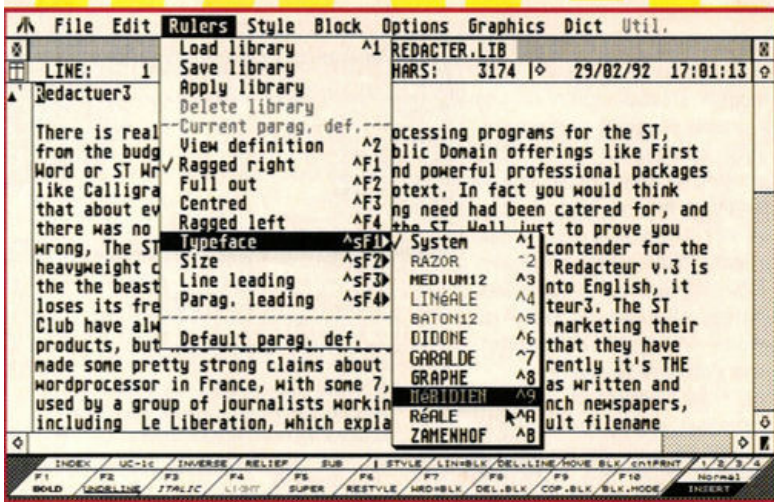 File Edit Rulers Style Block Options Graphics Dict Util.
REDACTER.LIB
LINE: 1 HARS: 3174 29/02/92 17:01:13
Redactuer3
Load library ^1
Save library
Apply library
Delete library
--Current parag. def.---
View definition ^2
✓ Ragged right ^F1
Full out ^F2
Centred ^F3
Ragged left ^F4
Typeface ^sF1
Size ^sF2
Line leading ^sF3
Parag. leading ^sF4
Default parag. def.
✓ System ^1
RAZOR ^2
MEDIUM12 ^3
LINéALE ^4
BATON12 ^5
DIDONE ^6
GARALDE ^7
GRAPHE ^8
MéRIDIEN ^9
RéALE ^A
ZAMENHOF ^B
There is real ocessing programs for the ST,
from the budg blic Domain offerings like First
Word or ST Wr nd powerful professional packages
like Calligra otext. In fact you would think
that about ev ng need had been catered for, and
there was no the ST. Well just to prove you
wrong, The ST contender for the
heavyweight c Redacteur v.3 is
the the beast nto English, it
loses its fre teur3. The ST
Club have alw marketing their
products, but that they have
made some pretty strong claims about rently it's THE
wordprocessor in France, with some 7, as written and
used by a group of journalists workin nch newspapers,
including Le Liberation, which expla ult filename
INDEX UC-lc INVERSE RELIEF SUB STYLE LIN⇔BLK DEL.LINE MOVE BLK cntPRNT 1/2/3/4
F1 F2 F3 F4 F5 F6 F7 F8 F9 F10 Normal
BOLD UNDRLINE ITALIC LIGHT SUPER RESTYLE WRD⇔BLK DEL.BLK COP.BLK BLK.MODE INSERT